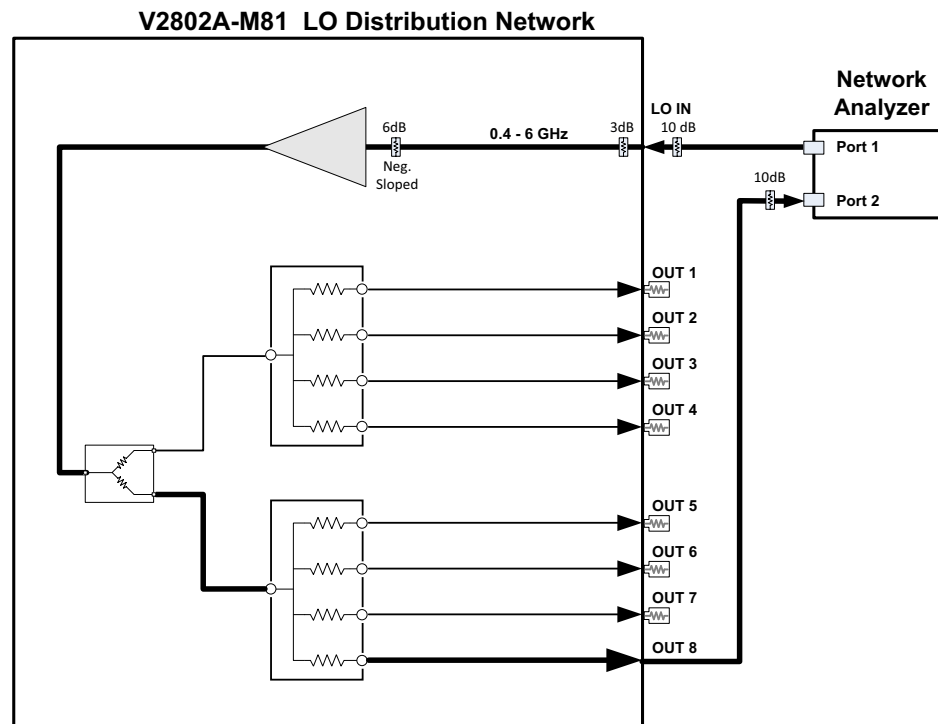 V2802A-M81 LO Distribution Network
Network
Analyzer
LO IN
6dB
0.4 - 6 GHz
3dB
10 dB
Port 1
Neg.
Sloped
10dB
Port 2
OUT 1
OUT 2
OUT 3
OUT 4
OUT 5
OUT 6
OUT 7
OUT 8